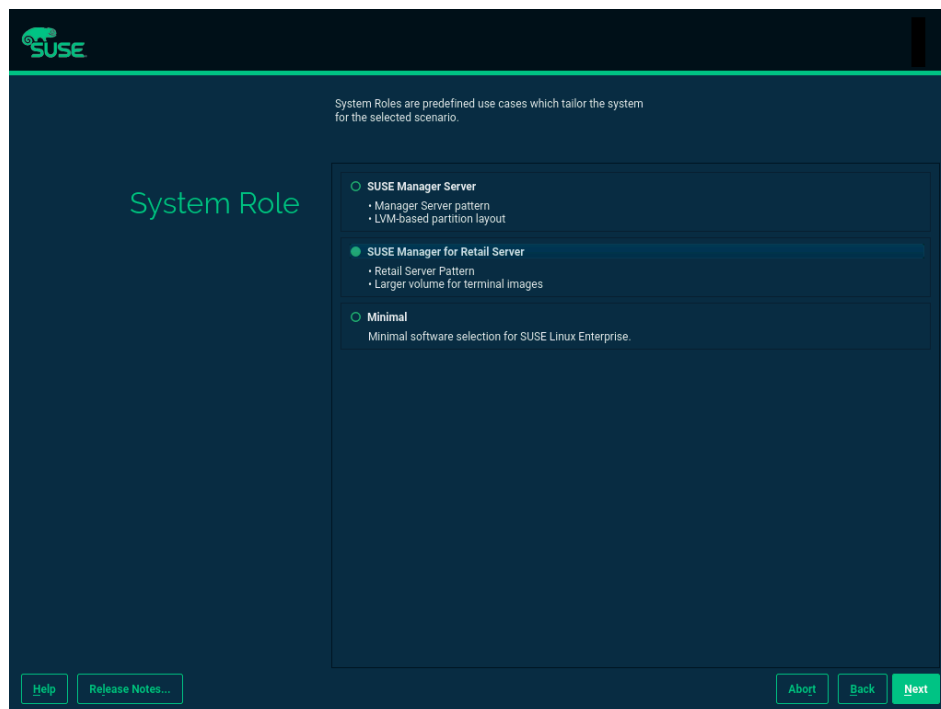 SUSE
System Roles are predefined use cases which tailor the system
for the selected scenario.
System Role
SUSE Manager Server
• Manager Server pattern
• LVM-based partition layout
SUSE Manager for Retail Server
• Retail Server Pattern
• Larger volume for terminal images
Minimal
Minimal software selection for SUSE Linux Enterprise.
Help
Release Notes...
Abort
Back
Next